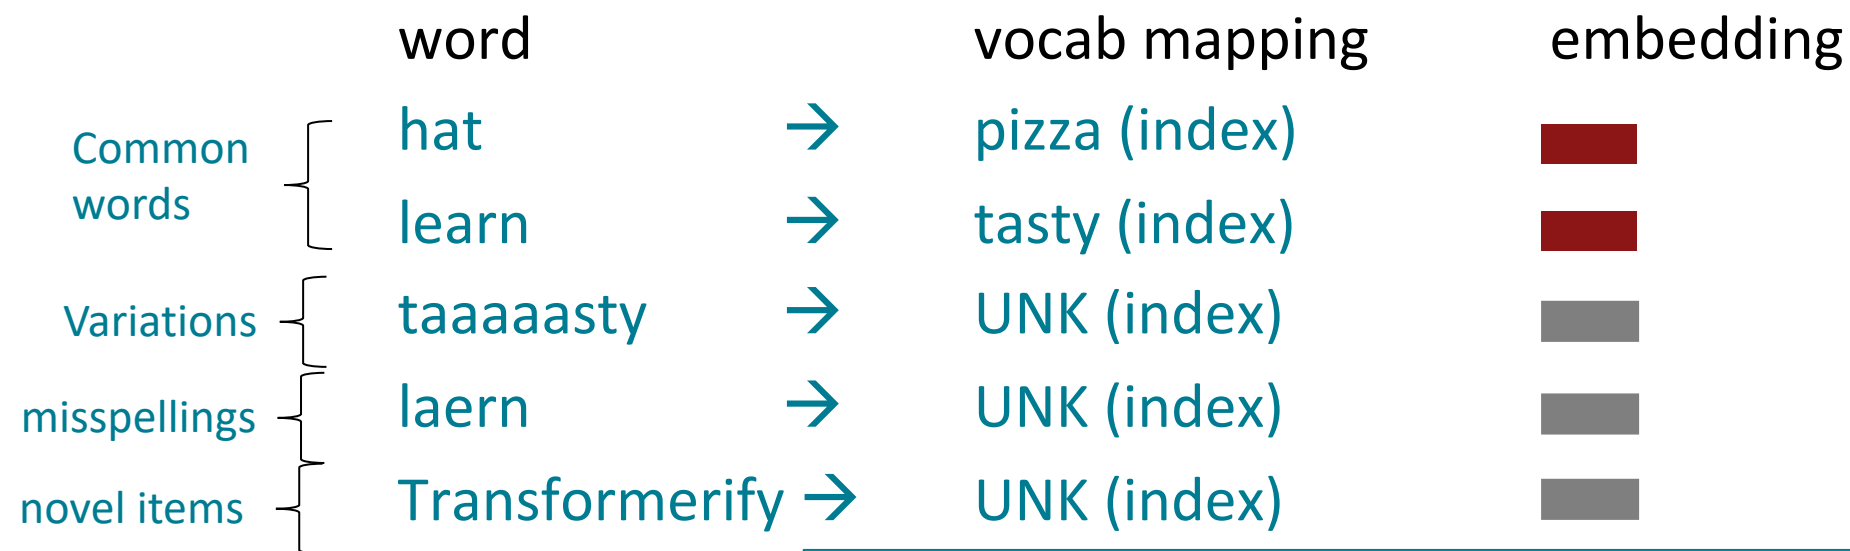 word vocab mapping embedding
Common
words
hat → pizza (index)
learn → tasty (index)
Variations taaaaasty → UNK (index)
misspellings laern → UNK (index)
novel items Transformerify → UNK (index)